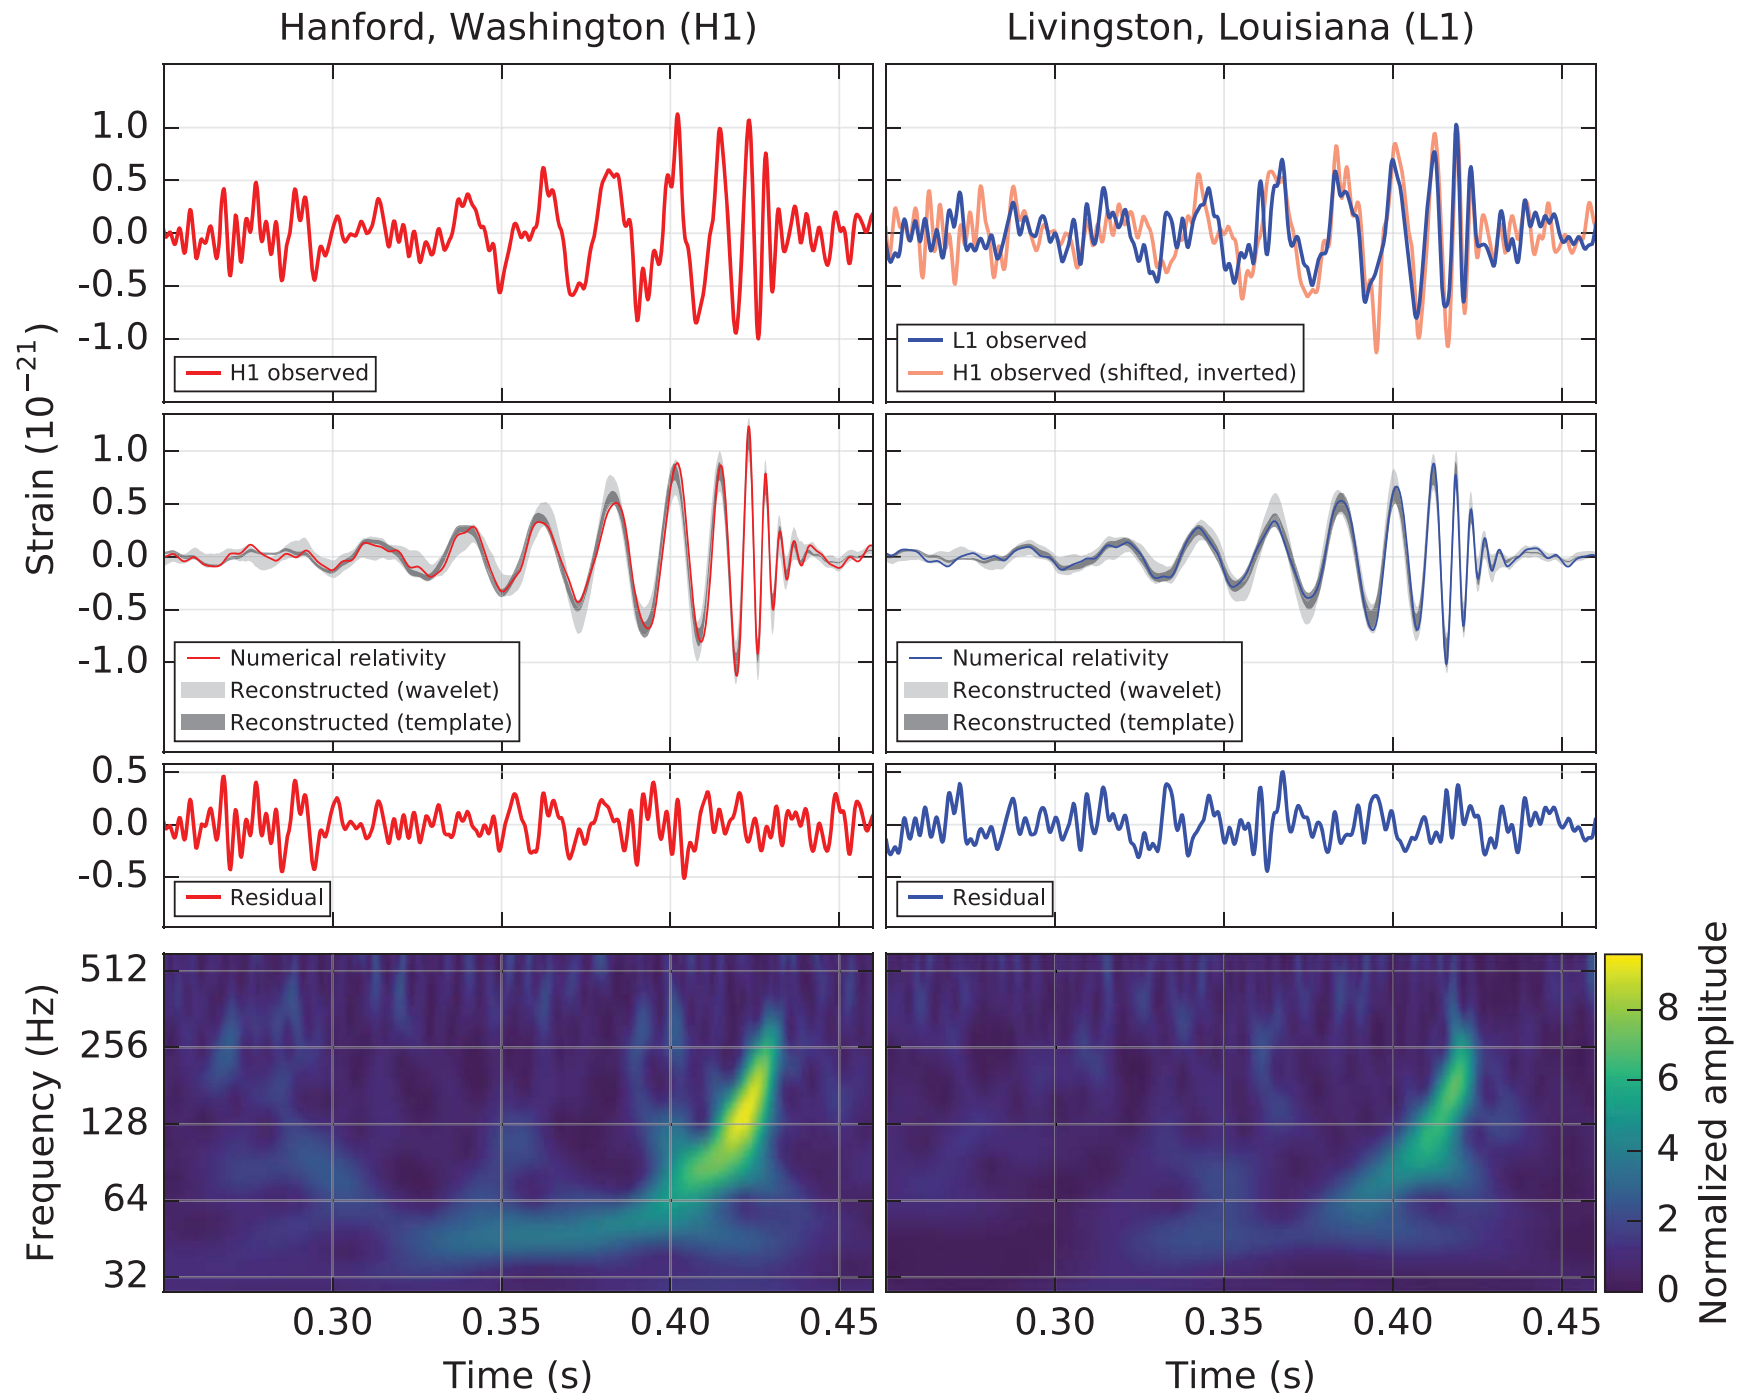 Hanford, Washington (H1)
Livingston, Louisiana (L1)
Strain (10⁻²¹)
1.0
0.5
0.0
-0.5
-1.0
H1 observed
L1 observed
H1 observed (shifted, inverted)
1.0
0.5
0.0
-0.5
-1.0
Numerical relativity
Reconstructed (wavelet)
Reconstructed (template)
Numerical relativity
Reconstructed (wavelet)
Reconstructed (template)
0.5
0.0
-0.5
Residual
Residual
Frequency (Hz)
512
256
128
64
32
0.30 0.35 0.40 0.45
Time (s)
0.30 0.35 0.40 0.45
Time (s)
8
6
4
2
0
Normalized amplitude